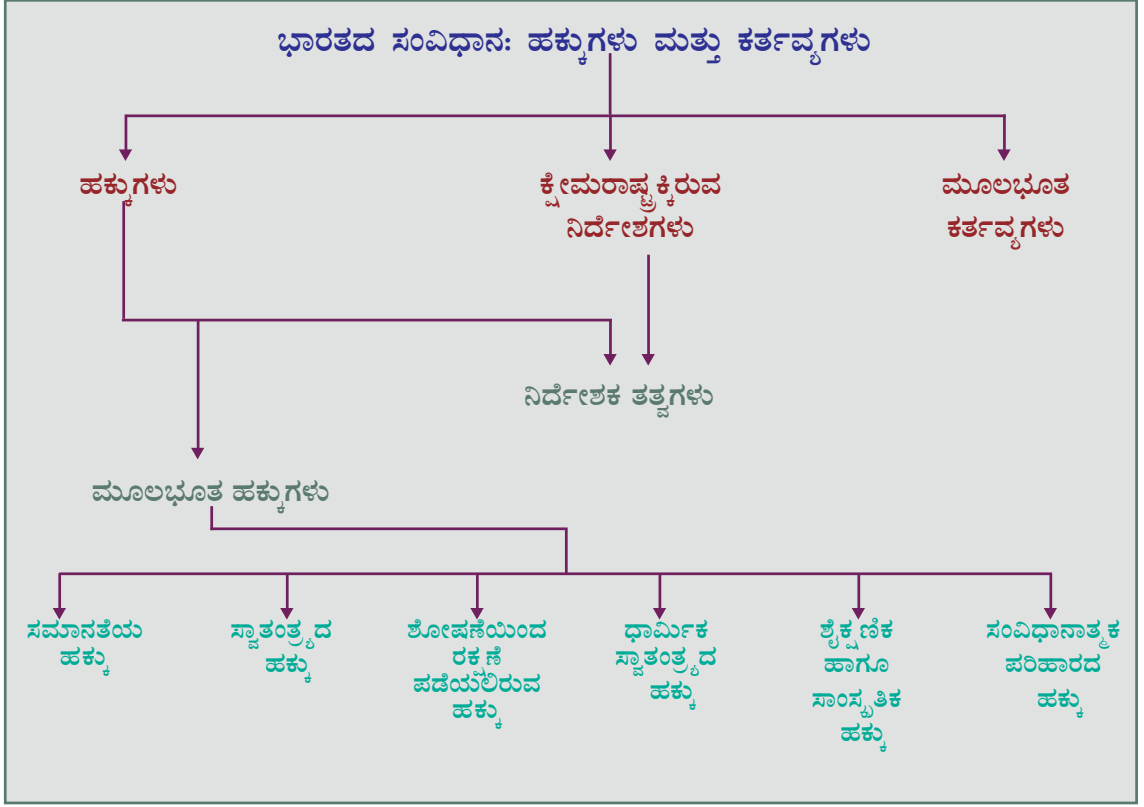 ಭಾರತದ ಸಂವಿಧಾನ: ಹಕ್ಕುಗಳು ಮತ್ತು ಕರ್ತವ್ಯಗಳು
ಹಕ್ಕುಗಳು
ಕ್ಷೇಮರಾಷ್ಟ್ರಕ್ಕಿರುವ
ನಿರ್ದೇಶಗಳು
ಮೂಲಭೂತ
ಕರ್ತವ್ಯಗಳು
ನಿರ್ದೇಶಕ ತತ್ವಗಳು
ಮೂಲಭೂತ ಹಕ್ಕುಗಳು
ಸಮಾನತೆಯ
ಹಕ್ಕು
ಸ್ವಾತಂತ್ರ್ಯದ
ಹಕ್ಕು
ಶೋಷಣೆಯಿಂದ
ರಕ್ಷಣೆ
ಪಡೆಯಲಿರುವ
ಹಕ್ಕು
ಧಾರ್ಮಿಕ
ಸ್ವಾತಂತ್ರ್ಯದ
ಹಕ್ಕು
ಶೈಕ್ಷಣಿಕ
ಹಾಗೂ
ಸಾಂಸ್ಕೃತಿಕ
ಹಕ್ಕು
ಸಂವಿಧಾನಾತ್ಮಕ
ಪರಿಹಾರದ
ಹಕ್ಕು